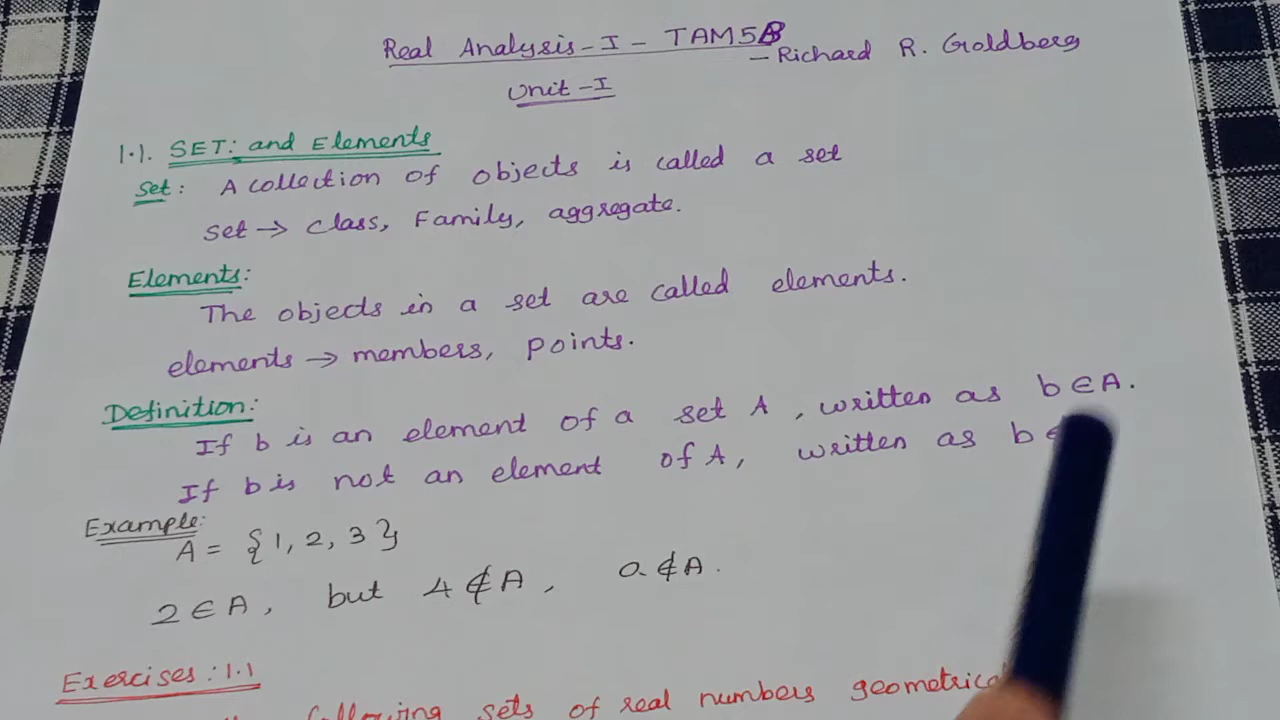 Real Analysis-I - TAM5B
- Richard R. Goldberg
Unit-I
1.1. SET: and Elements
Set: A collection of objects is called a set
Set → Class, Family, aggregate.
Elements:
The objects in a set are called elements.
elements → members, points.
Definition:
If b is an element of a set A, written as b ∈ A.
If b is not an element of A, written as b
Example:
A = {1, 2, 3}
2 ∈ A, but 4 ∉ A, a ∉ A.
Exercises: 1.1
following sets of real numbers